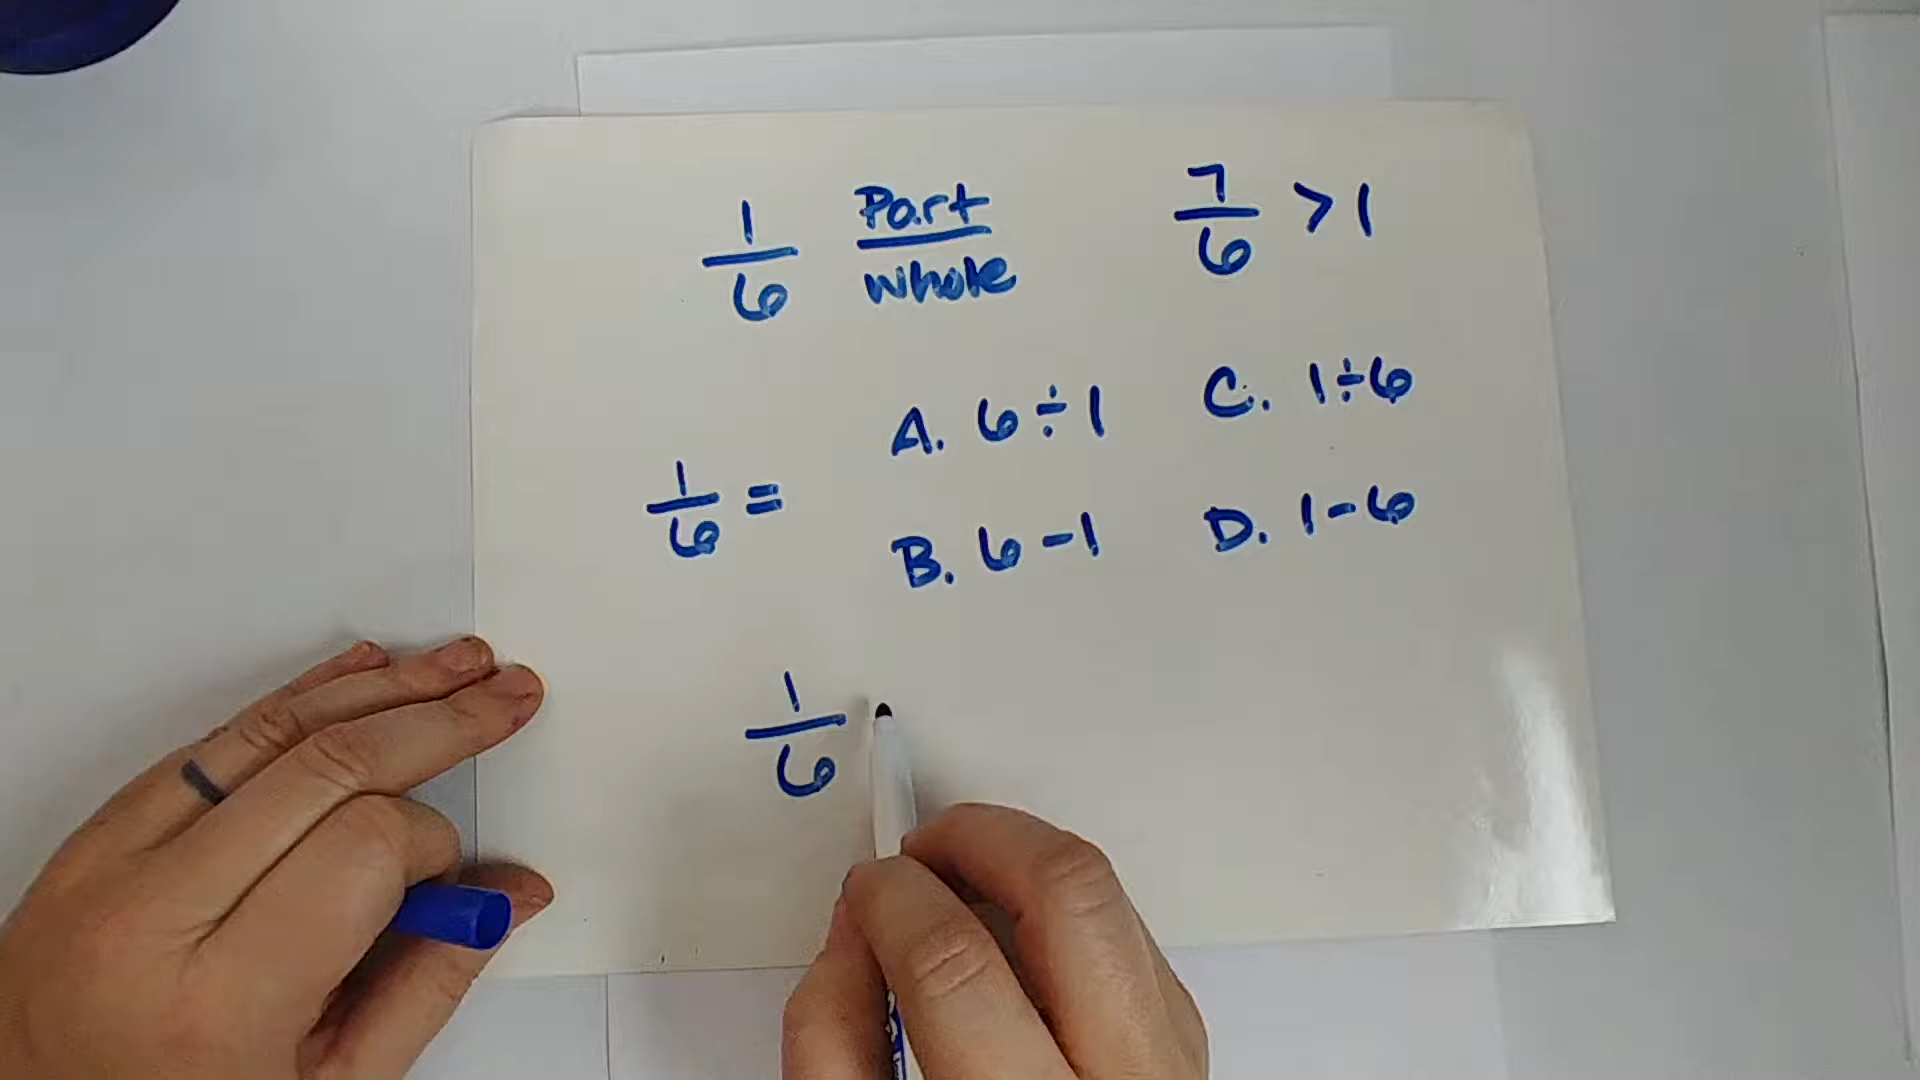 1/6 Part/Whole 7/6 > 1
A. 6÷1 C. 1÷6
1/6 =
B. 6-1 D. 1-6
1/6